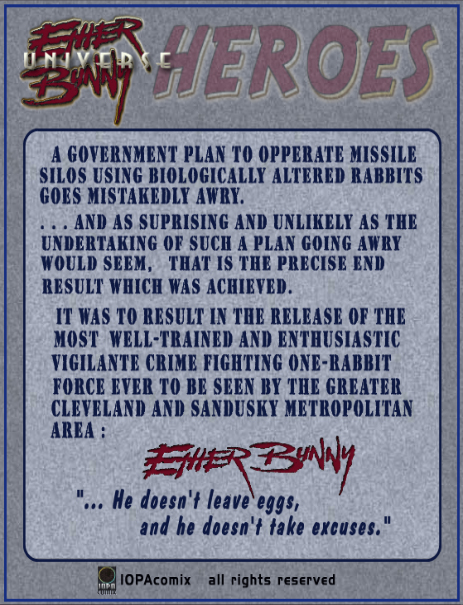 ETHER
UNIVERSE
BUNNY
HEROES
A GOVERNMENT PLAN TO OPPERATE MISSILE
SILOS USING BIOLOGICALLY ALTERED RABBITS
GOES MISTAKEDLY AWRY.
. . . AND AS SUPRISING AND UNLIKELY AS THE
UNDERTAKING OF SUCH A PLAN GOING AWRY
WOULD SEEM, THAT IS THE PRECISE END
RESULT WHICH WAS ACHIEVED.
IT WAS TO RESULT IN THE RELEASE OF THE
MOST WELL-TRAINED AND ENTHUSIASTIC
VIGILANTE CRIME FIGHTING ONE-RABBIT
FORCE EVER TO BE SEEN BY THE GREATER
CLEVELAND AND SANDUSKY METROPOLITAN
AREA :
ETHER BUNNY
"... He doesn't leave eggs,
and he doesn't take excuses."
IOPA
COMIX
IOPAcomix all rights reserved